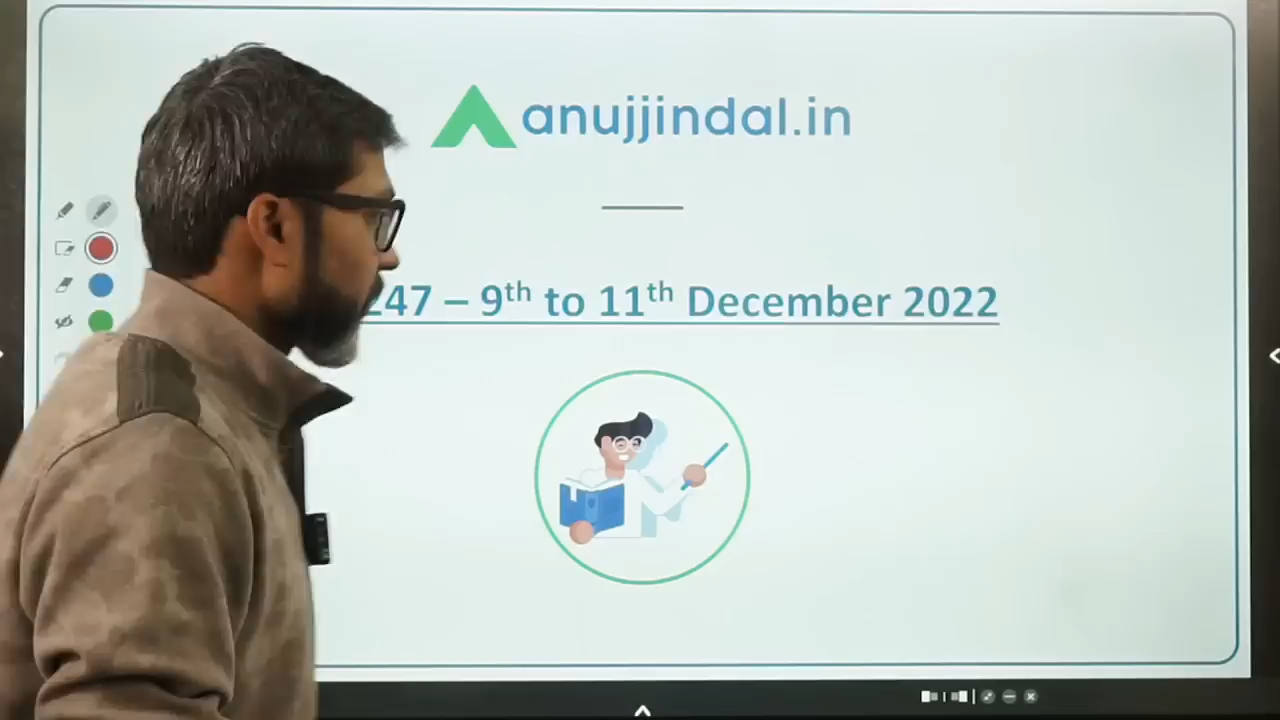 anujjindal.in
247 – 9th to 11th December 2022